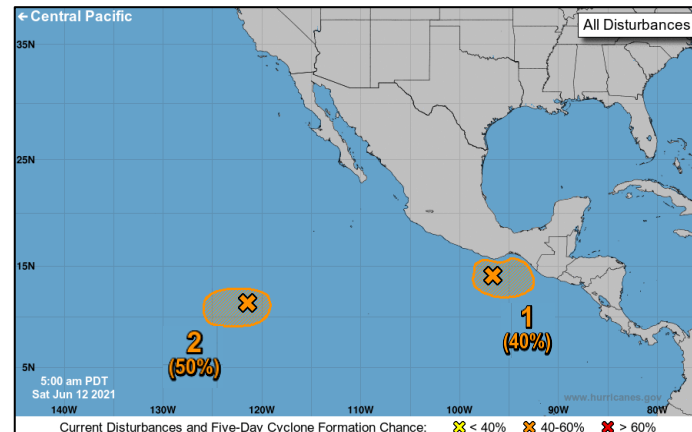 ←Central Pacific
All Disturbances
35N
25N
15N
5N
1
(40%)
2
(50%)
5:00 am PDT
Sat Jun 12 2021
www.hurricanes.gov
140W 130W 120W 110W 100W 90W 80W
Current Disturbances and Five-Day Cyclone Formation Chance: < 40% 40-60% > 60%